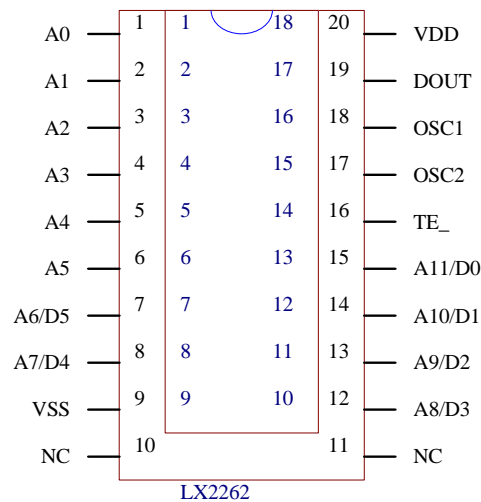 A0 1 1 18 20 VDD
A1 2 2 17 19 DOUT
A2 3 3 16 18 OSC1
A3 4 4 15 17 OSC2
A4 5 5 14 16 TE_
A5 6 6 13 15 A11/D0
A6/D5 7 7 12 14 A10/D1
A7/D4 8 8 11 13 A9/D2
VSS 9 9 10 12 A8/D3
NC 10 11 NC
LX2262